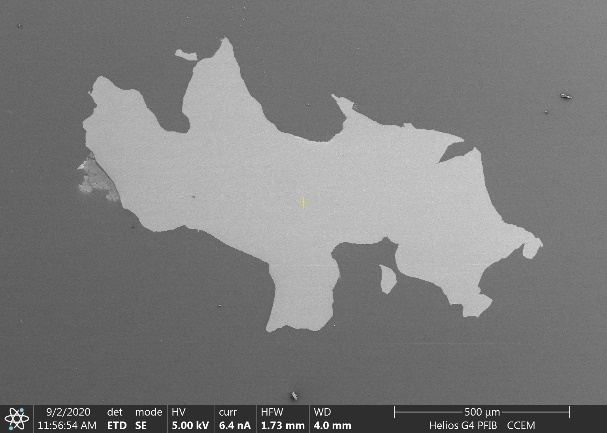 9/2/2020 det mode HV curr HFW WD 500 μm
11:56:54 AM ETD SE 5.00 kV 6.4 nA 1.73 mm 4.0 mm Helios G4 PFIB CCEM